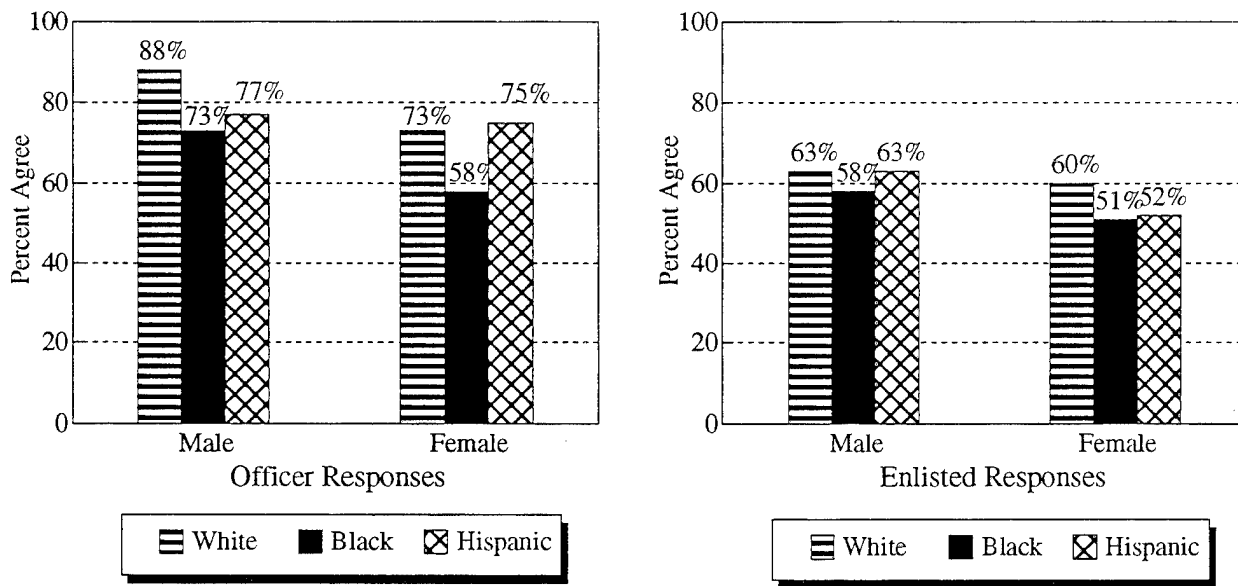 100
88%
80
77%
75%
73%
73%
60
58%
40
20
0
Percent Agree
Male
Female
Officer Responses
White
Black
Hispanic
100
80
63%
58%
63%
60
60%
51%
52%
40
20
0
Percent Agree
Male
Female
Enlisted Responses
White
Black
Hispanic